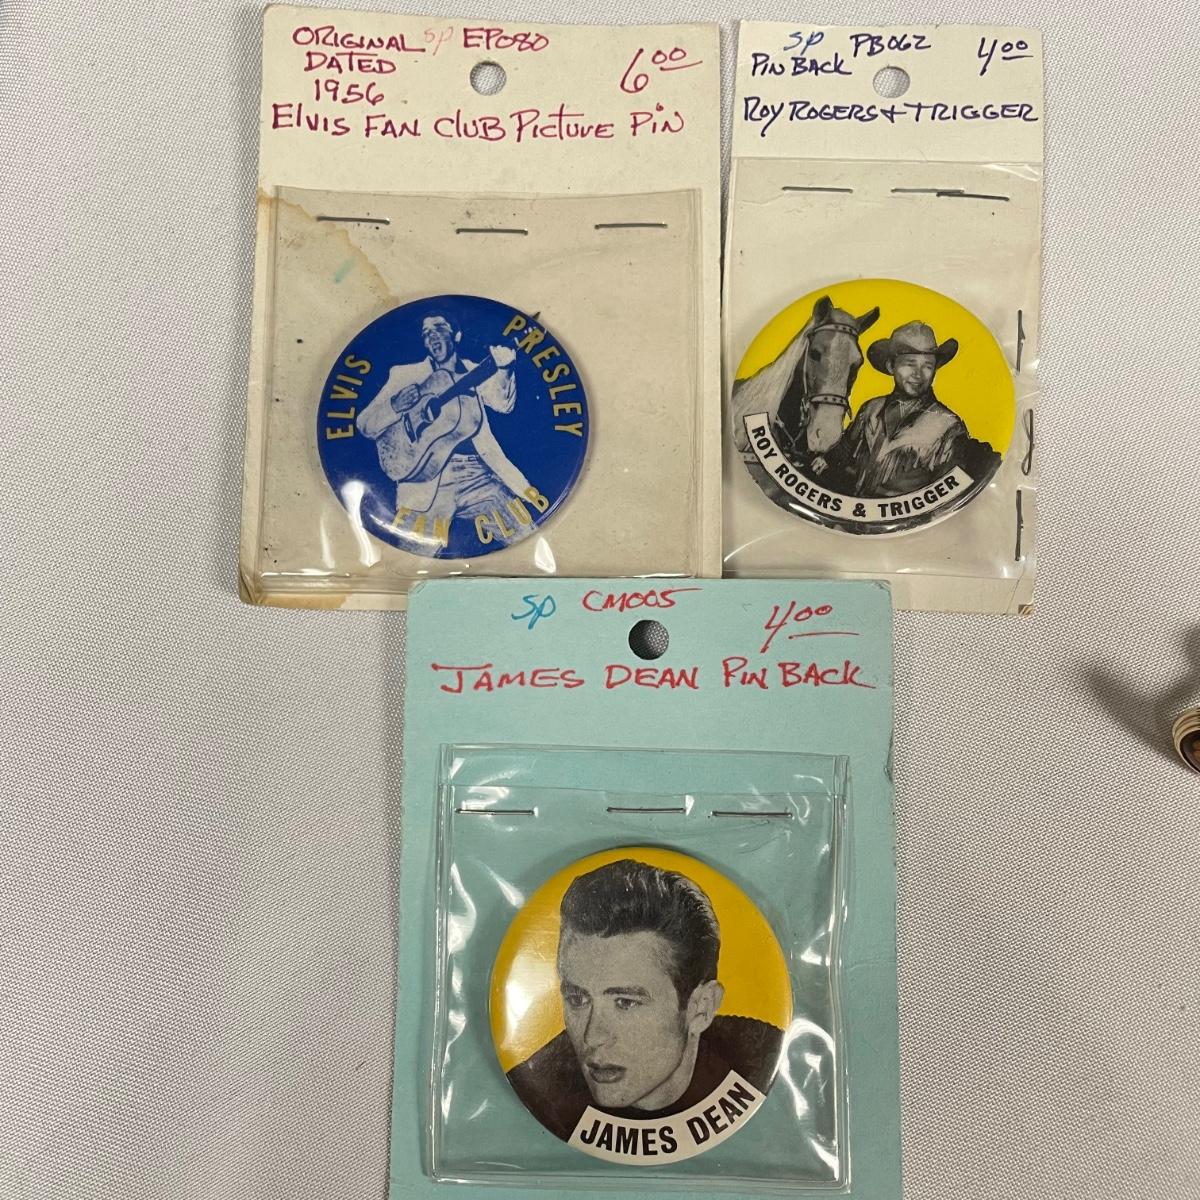 ORIGINAL sp EP080
DATED
1956
6.00
ELVIS FAN CLUB PICTURE PIN
ELVIS PRESLEY
FAN CLUB
sp PB062
PIN BACK
4.00
ROY ROGERS & TRIGGER
ROY ROGERS & TRIGGER
sp CM005
4.00
JAMES DEAN PIN BACK
JAMES DEAN